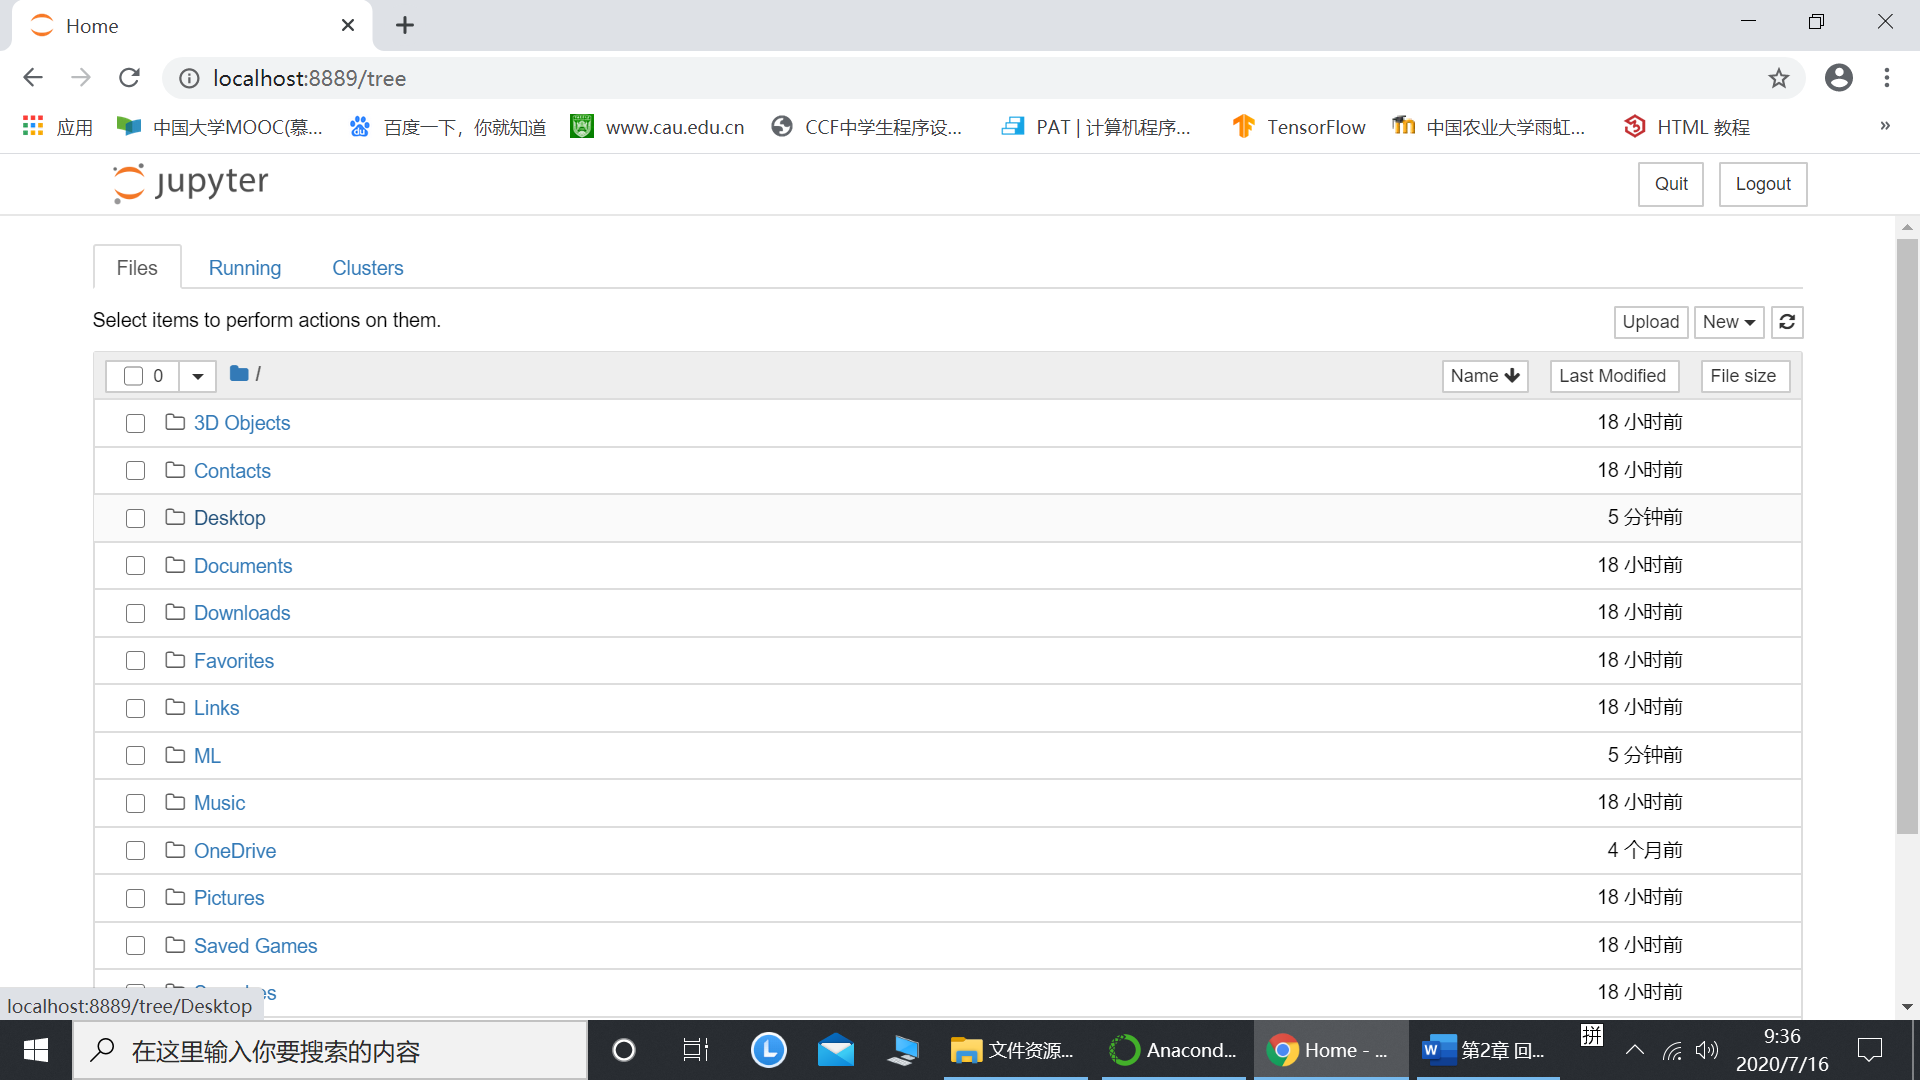 Home
localhost:8889/tree
应用 中国大学MOOC(慕... 百度一下，你就知道 www.cau.edu.cn CCF中学生程序设... PAT | 计算机程序... TensorFlow 中国农业大学雨虹... HTML 教程 »
jupyter Quit Logout
Files Running Clusters
Select items to perform actions on them. Upload New
0 / Name Last Modified File size
3D Objects 18 小时前
Contacts 18 小时前
Desktop 5 分钟前
Documents 18 小时前
Downloads 18 小时前
Favorites 18 小时前
Links 18 小时前
ML 5 分钟前
Music 18 小时前
OneDrive 4 个月前
Pictures 18 小时前
Saved Games 18 小时前
18 小时前
localhost:8889/tree/Desktop
在这里输入你要搜索的内容 文件资源... Anacond... Home - ... 第2章 回... 拼 9:36
2020/7/16